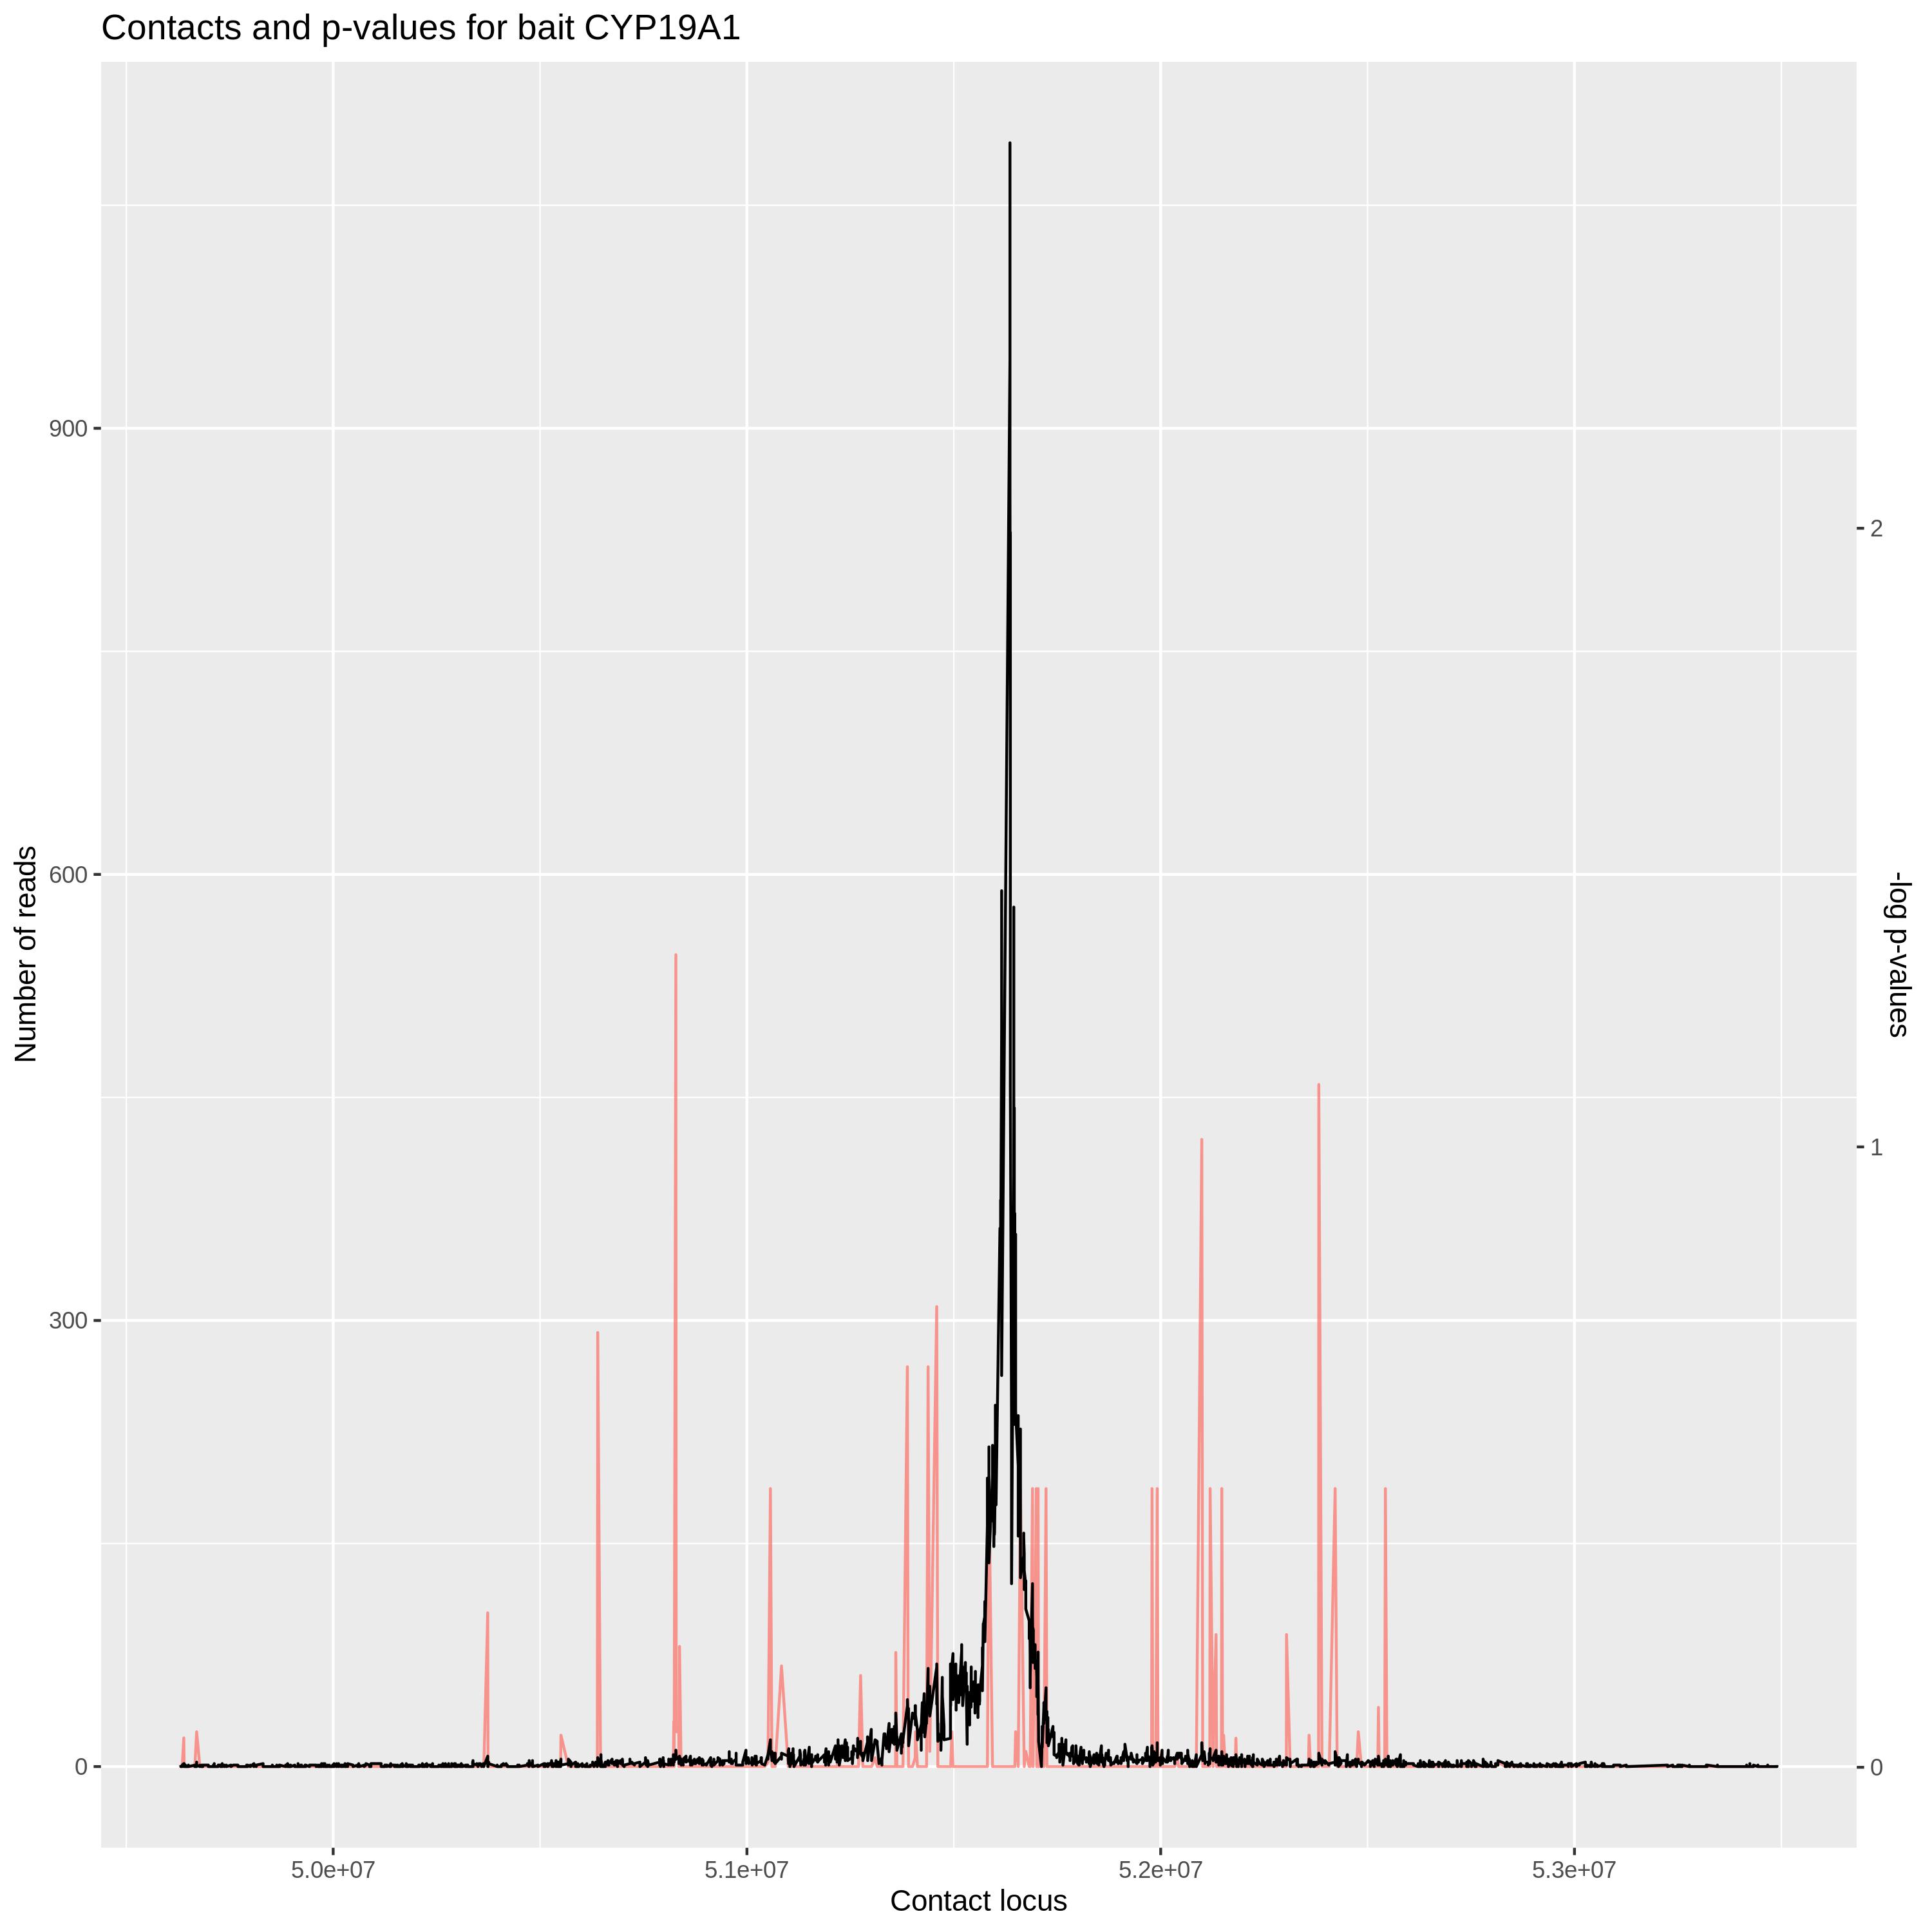 Contacts and p-values for bait CYP19A1
Number of reads
900
600
300
0
2
1
0
-log p-values
5.0e+07
5.1e+07
5.2e+07
5.3e+07
Contact locus